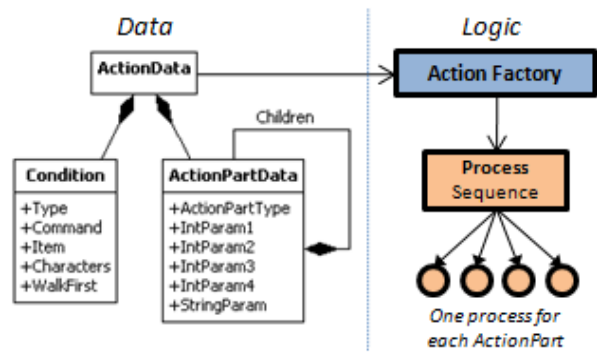 Data
Logic
ActionData
Action Factory
Children
Condition
+Type
+Command
+Item
+Characters
+WalkFirst
ActionPartData
+ActionPartType
+IntParam1
+IntParam2
+IntParam3
+IntParam4
+StringParam
Process
Sequence
One process for
each ActionPart